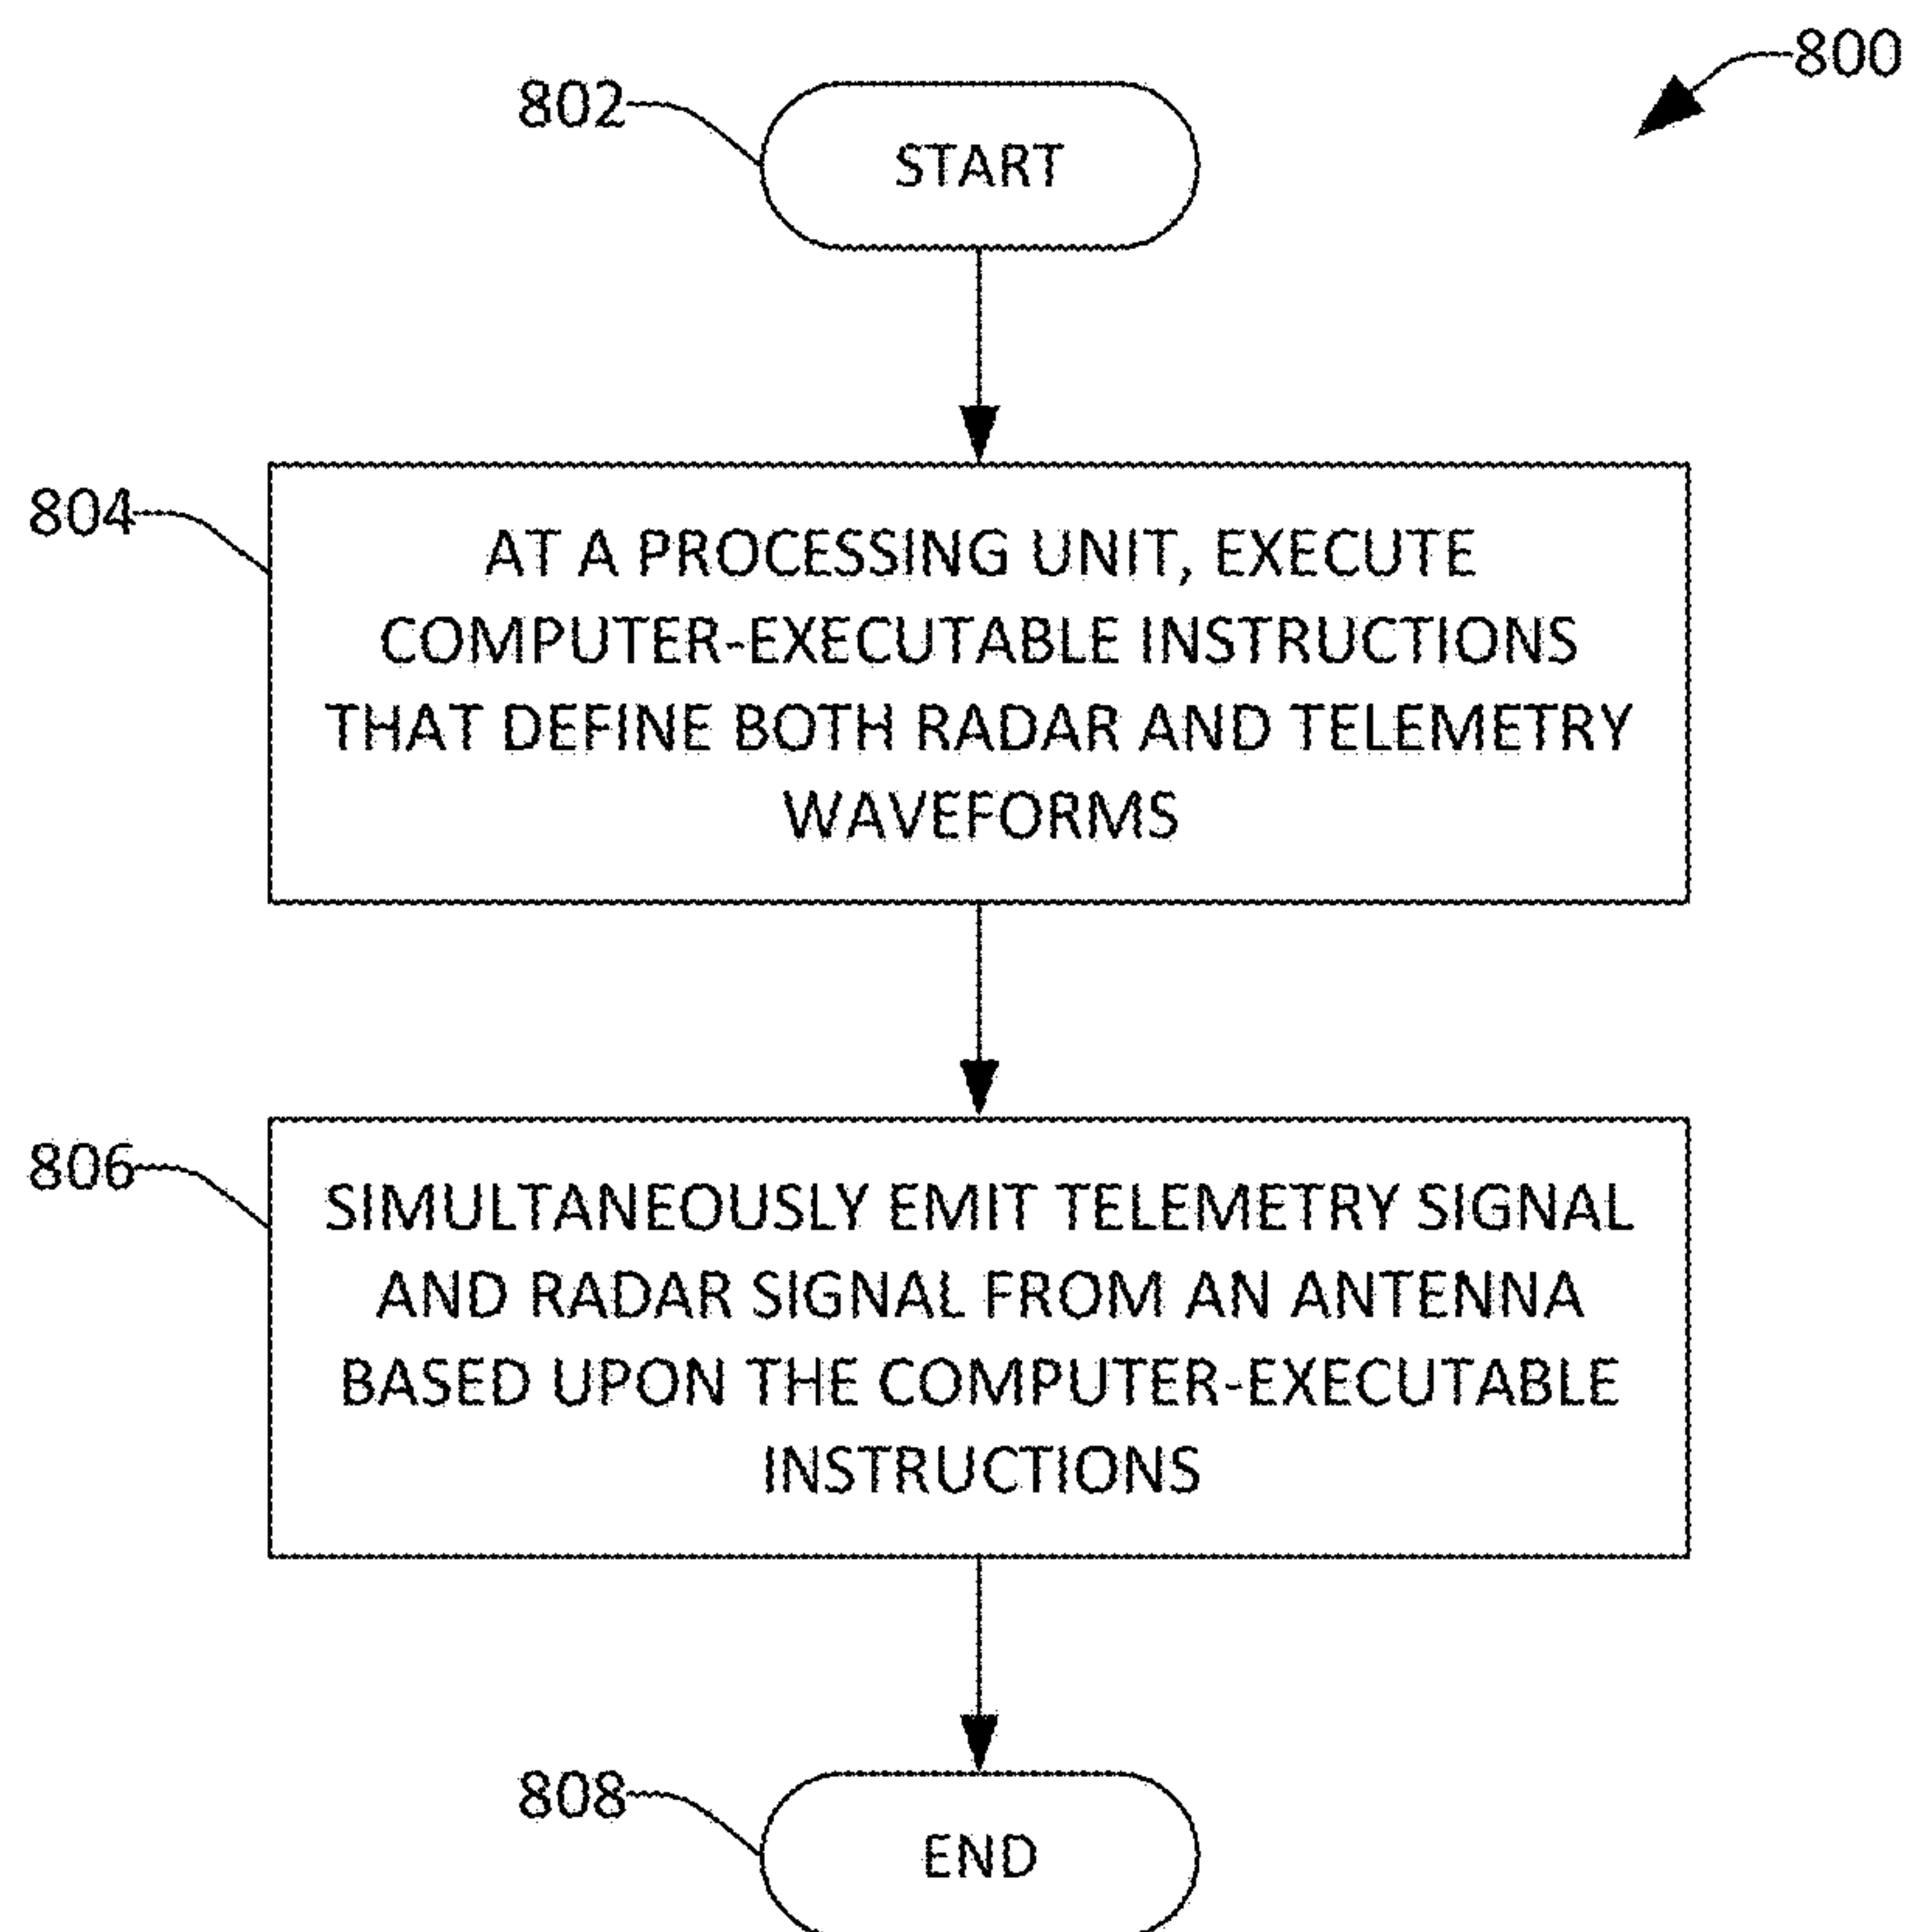 800
802
START
804
AT A PROCESSING UNIT, EXECUTE
COMPUTER-EXECUTABLE INSTRUCTIONS
THAT DEFINE BOTH RADAR AND TELEMETRY
WAVEFORMS
806
SIMULTANEOUSLY EMIT TELEMETRY SIGNAL
AND RADAR SIGNAL FROM AN ANTENNA
BASED UPON THE COMPUTER-EXECUTABLE
INSTRUCTIONS
808
END